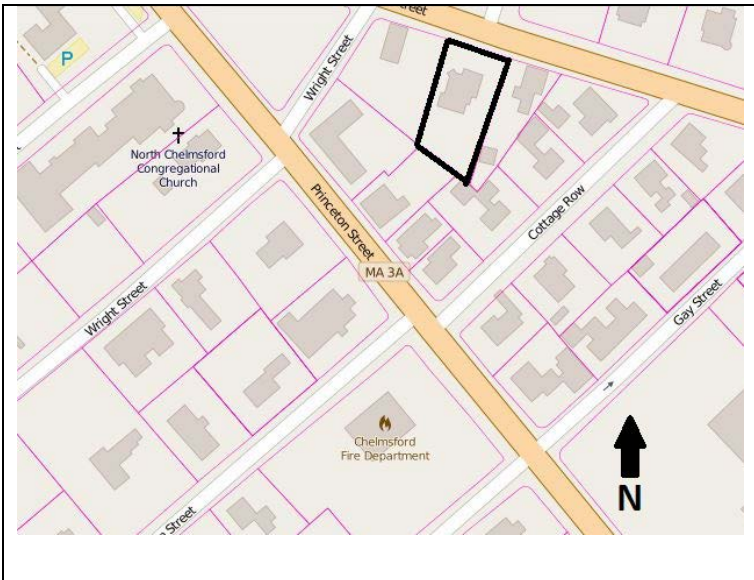 P
Wright Street
North Chelmsford
Congregational
Church
Princeton Street
MA 3A
Cottage Row
Wright Street
Gay Street
Chelmsford
Fire Department
N
Street